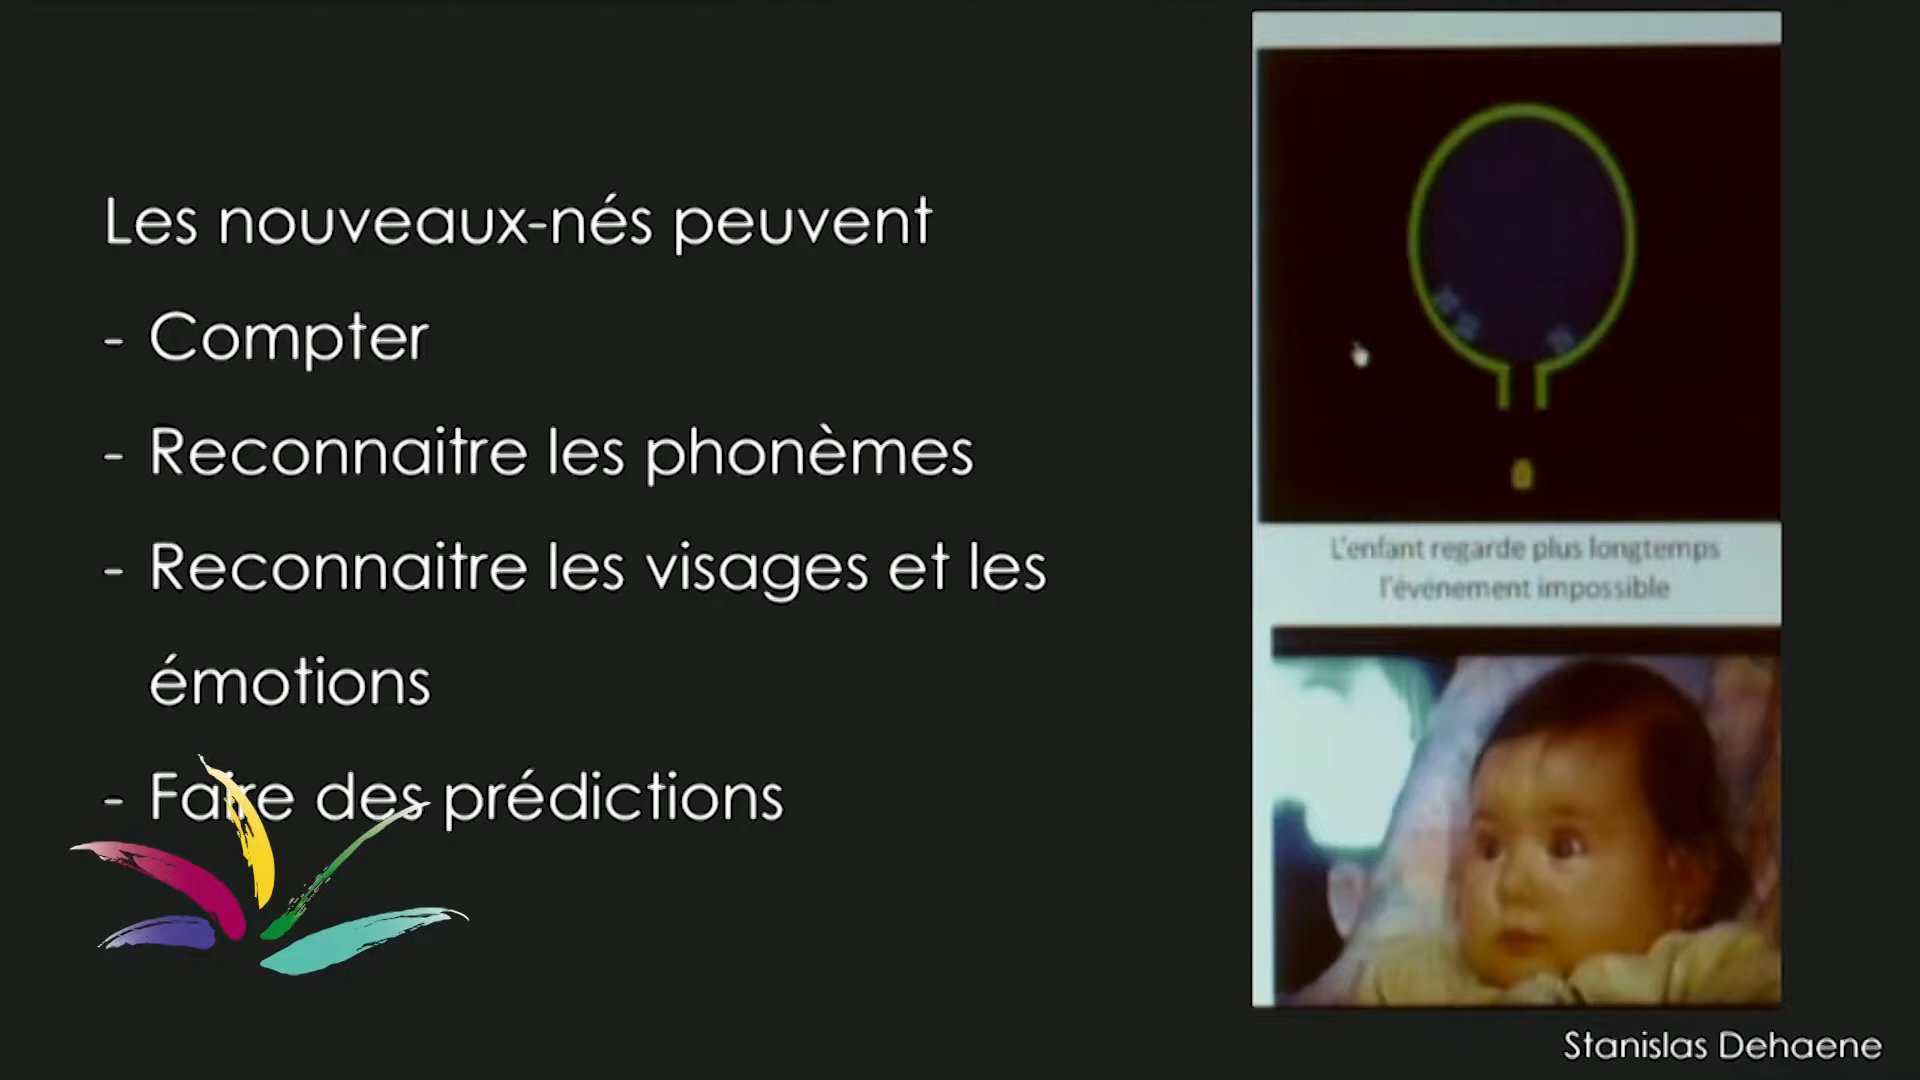 Les nouveaux-nés peuvent
- Compter
- Reconnaitre les phonèmes
- Reconnaitre les visages et les
émotions
- Faire des prédictions
L'enfant regarde plus longtemps
l'événement impossible
Stanislas Dehaene